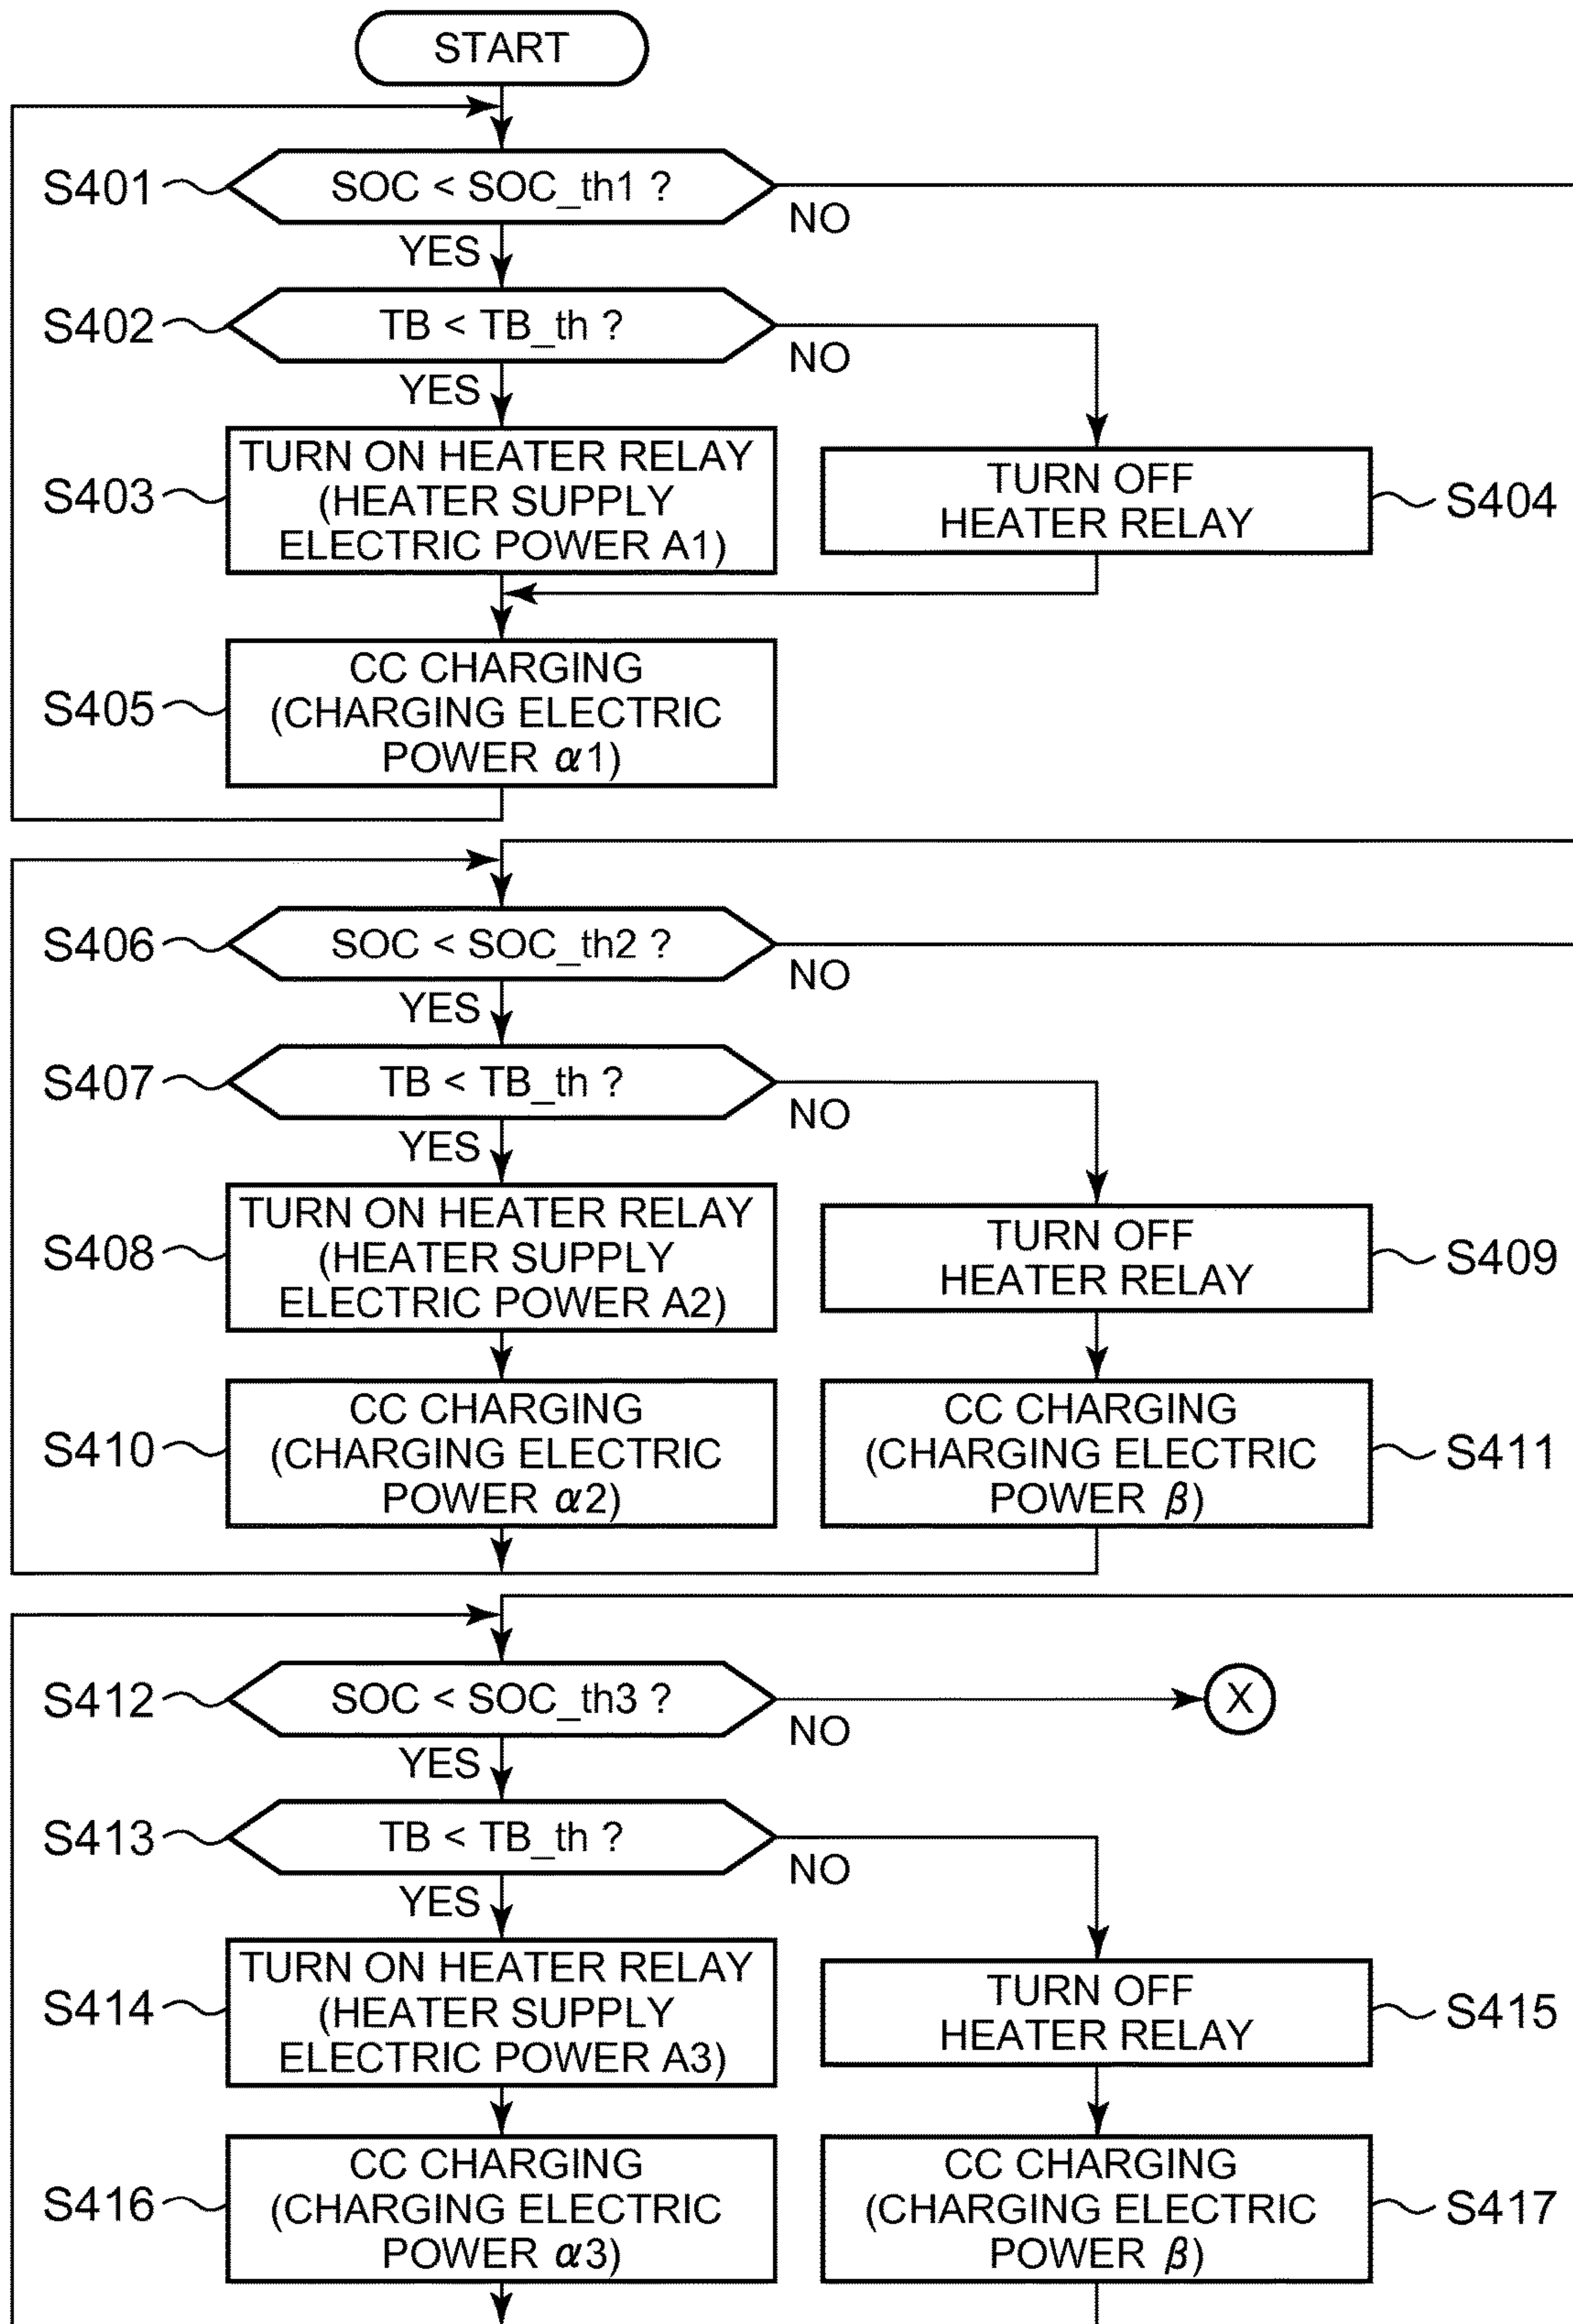 START
S401
SOC < SOC_th1 ?
NO
YES
S402
TB < TB_th ?
NO
YES
S403
TURN ON HEATER RELAY
(HEATER SUPPLY
ELECTRIC POWER A1)
TURN OFF
HEATER RELAY
S404
S405
CC CHARGING
(CHARGING ELECTRIC
POWER α1)
S406
SOC < SOC_th2 ?
NO
YES
S407
TB < TB_th ?
NO
YES
S408
TURN ON HEATER RELAY
(HEATER SUPPLY
ELECTRIC POWER A2)
TURN OFF
HEATER RELAY
S409
S410
CC CHARGING
(CHARGING ELECTRIC
POWER α2)
CC CHARGING
(CHARGING ELECTRIC
POWER β)
S411
S412
SOC < SOC_th3 ?
NO
X
YES
S413
TB < TB_th ?
NO
YES
S414
TURN ON HEATER RELAY
(HEATER SUPPLY
ELECTRIC POWER A3)
TURN OFF
HEATER RELAY
S415
S416
CC CHARGING
(CHARGING ELECTRIC
POWER α3)
CC CHARGING
(CHARGING ELECTRIC
POWER β)
S417